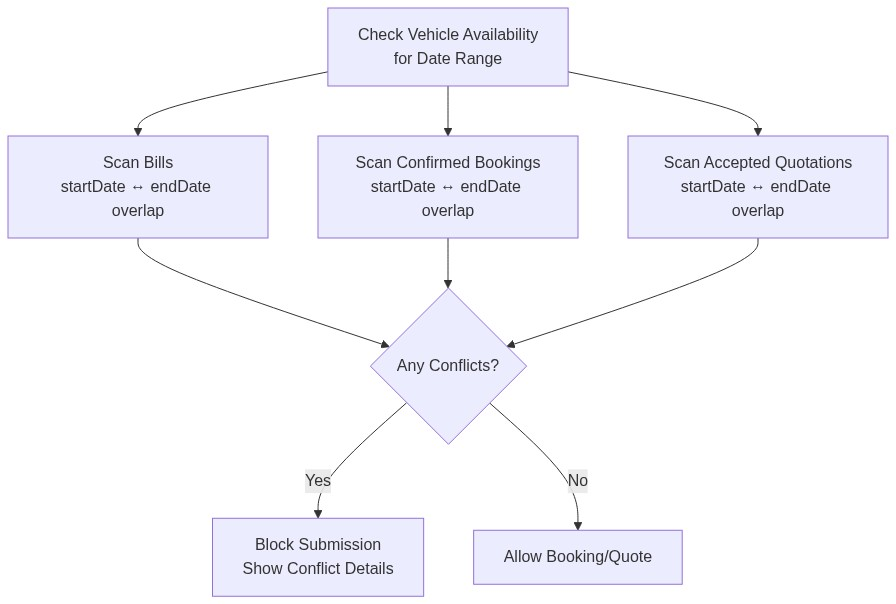 Check Vehicle Availability
for Date Range
Scan Bills
startDate ↔ endDate
overlap
Scan Confirmed Bookings
startDate ↔ endDate
overlap
Scan Accepted Quotations
startDate ↔ endDate
overlap
Any Conflicts?
Yes
No
Block Submission
Show Conflict Details
Allow Booking/Quote